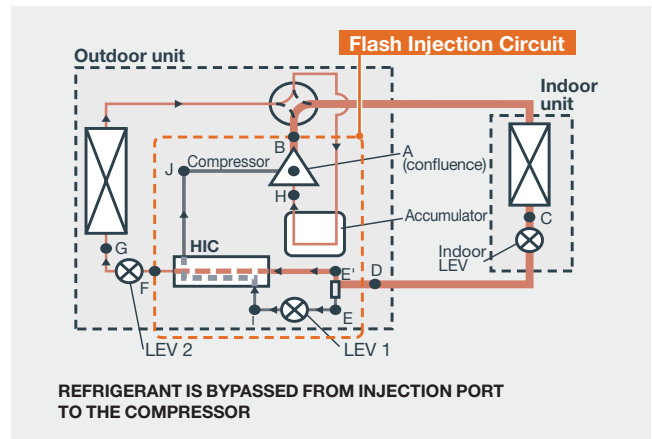 Flash Injection Circuit
Outdoor unit
Indoor
unit
B
A
(confluence)
J
Compressor
H
Accumulator
C
Indoor
LEV
G
HIC
E'
D
F
I
E
LEV 2
LEV 1
REFRIGERANT IS BYPASSED FROM INJECTION PORT
TO THE COMPRESSOR